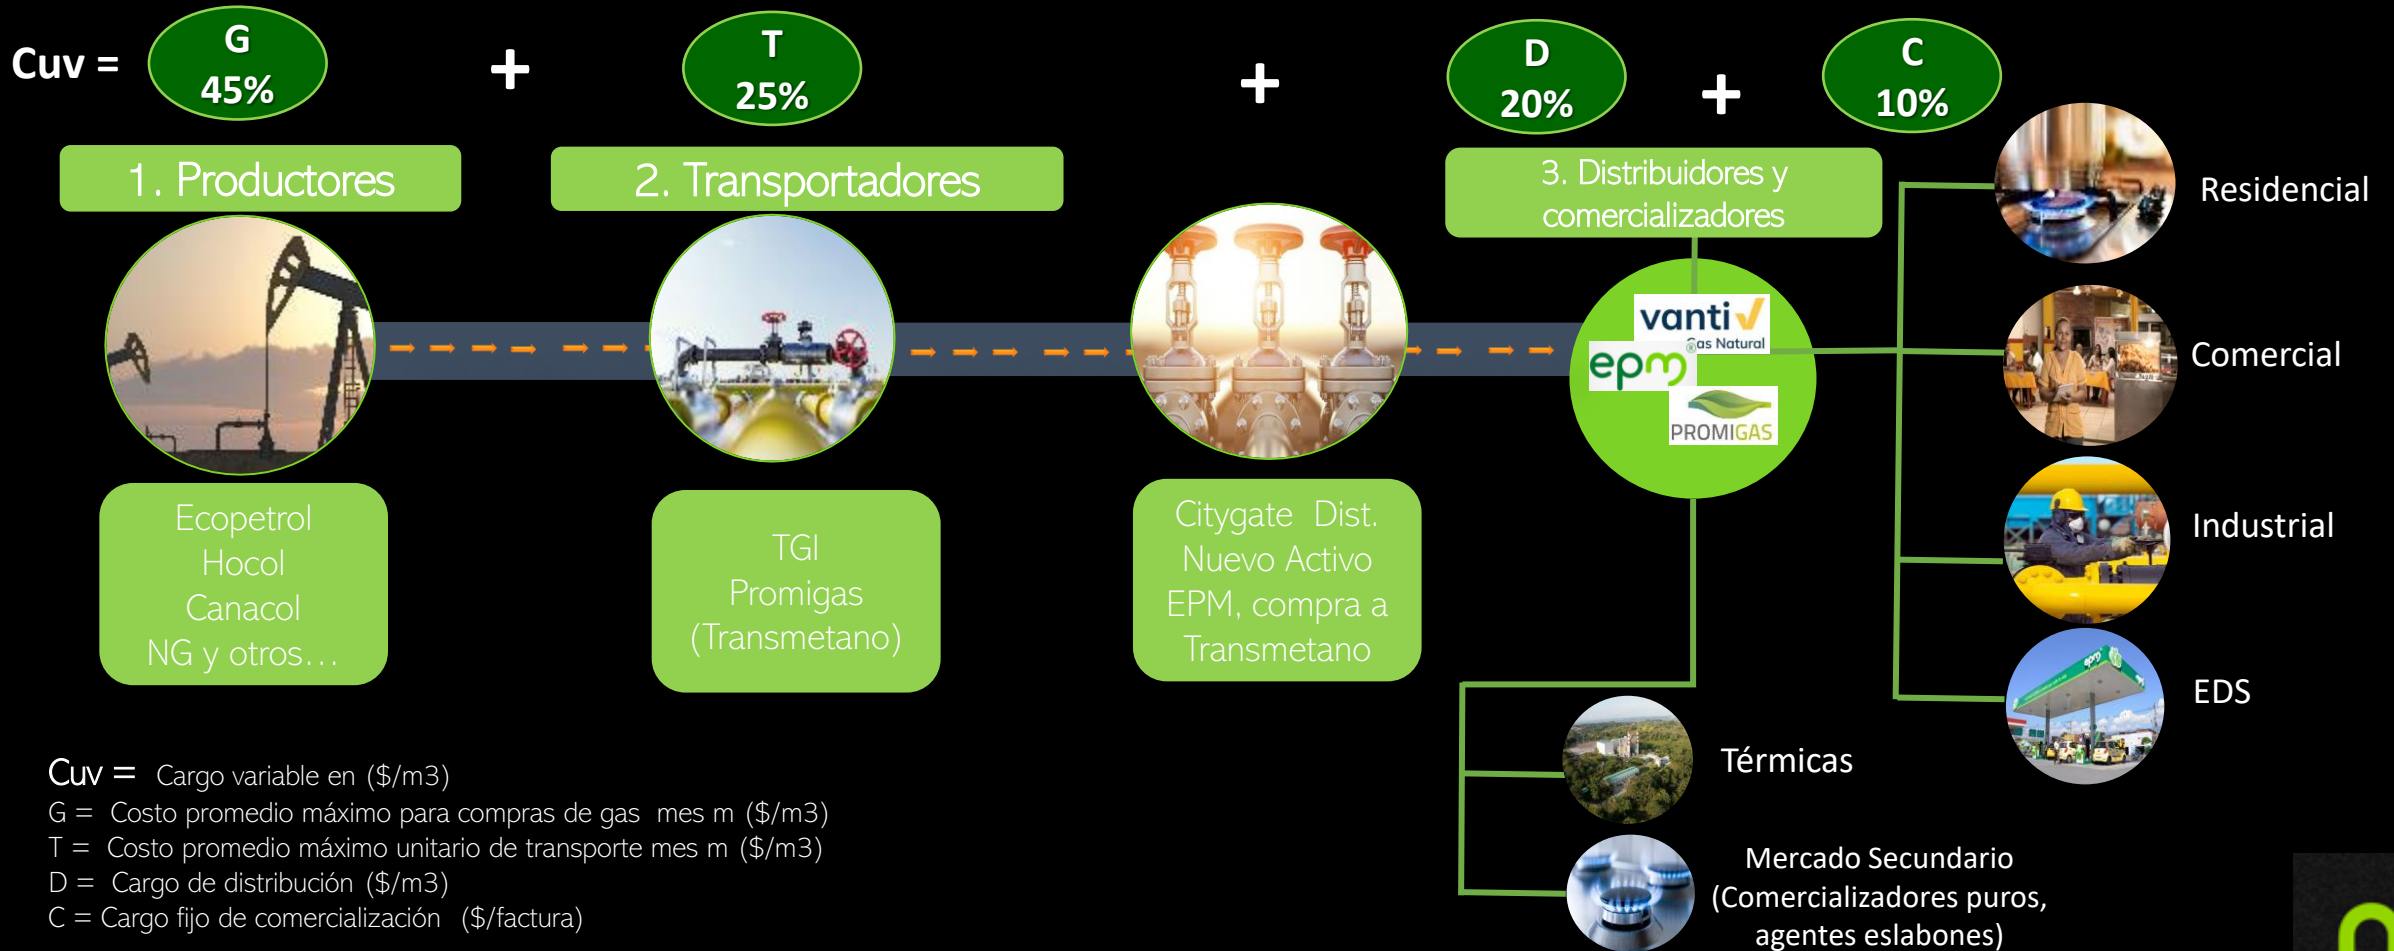 Cuv =
G
45%
+
T
25%
+
D
20%
+
C
10%
1. Productores
2. Transportadores
3. Distribuidores y
comercializadores
vanti
Gas Natural
epm®
PROMIGAS
Residencial
Comercial
Industrial
EDS
Ecopetrol
Hocol
Canacol
NG y otros...
TGI
Promigas
(Transmetano)
Citygate Dist.
Nuevo Activo
EPM, compra a
Transmetano
Térmicas
Mercado Secundario
(Comercializadores puros,
agentes eslabones)
Cuv = Cargo variable en ($/m3)
G = Costo promedio máximo para compras de gas mes m ($/m3)
T = Costo promedio máximo unitario de transporte mes m ($/m3)
D = Cargo de distribución ($/m3)
C = Cargo fijo de comercialización ($/factura)
epm